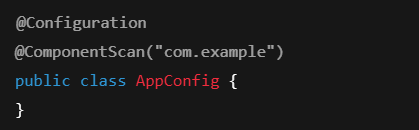 @Configuration
@ComponentScan("com.example")
public class AppConfig {
}